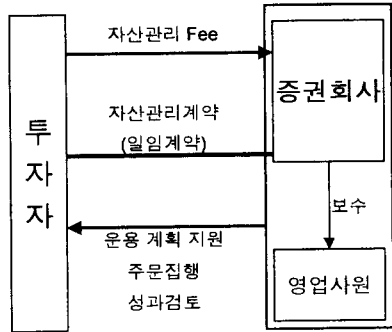 자산관리 Fee
증권회사
자산관리계약
(일임계약)
투
자
자
보수
운용 계획 지원
주문집행
성과검토
영업사원